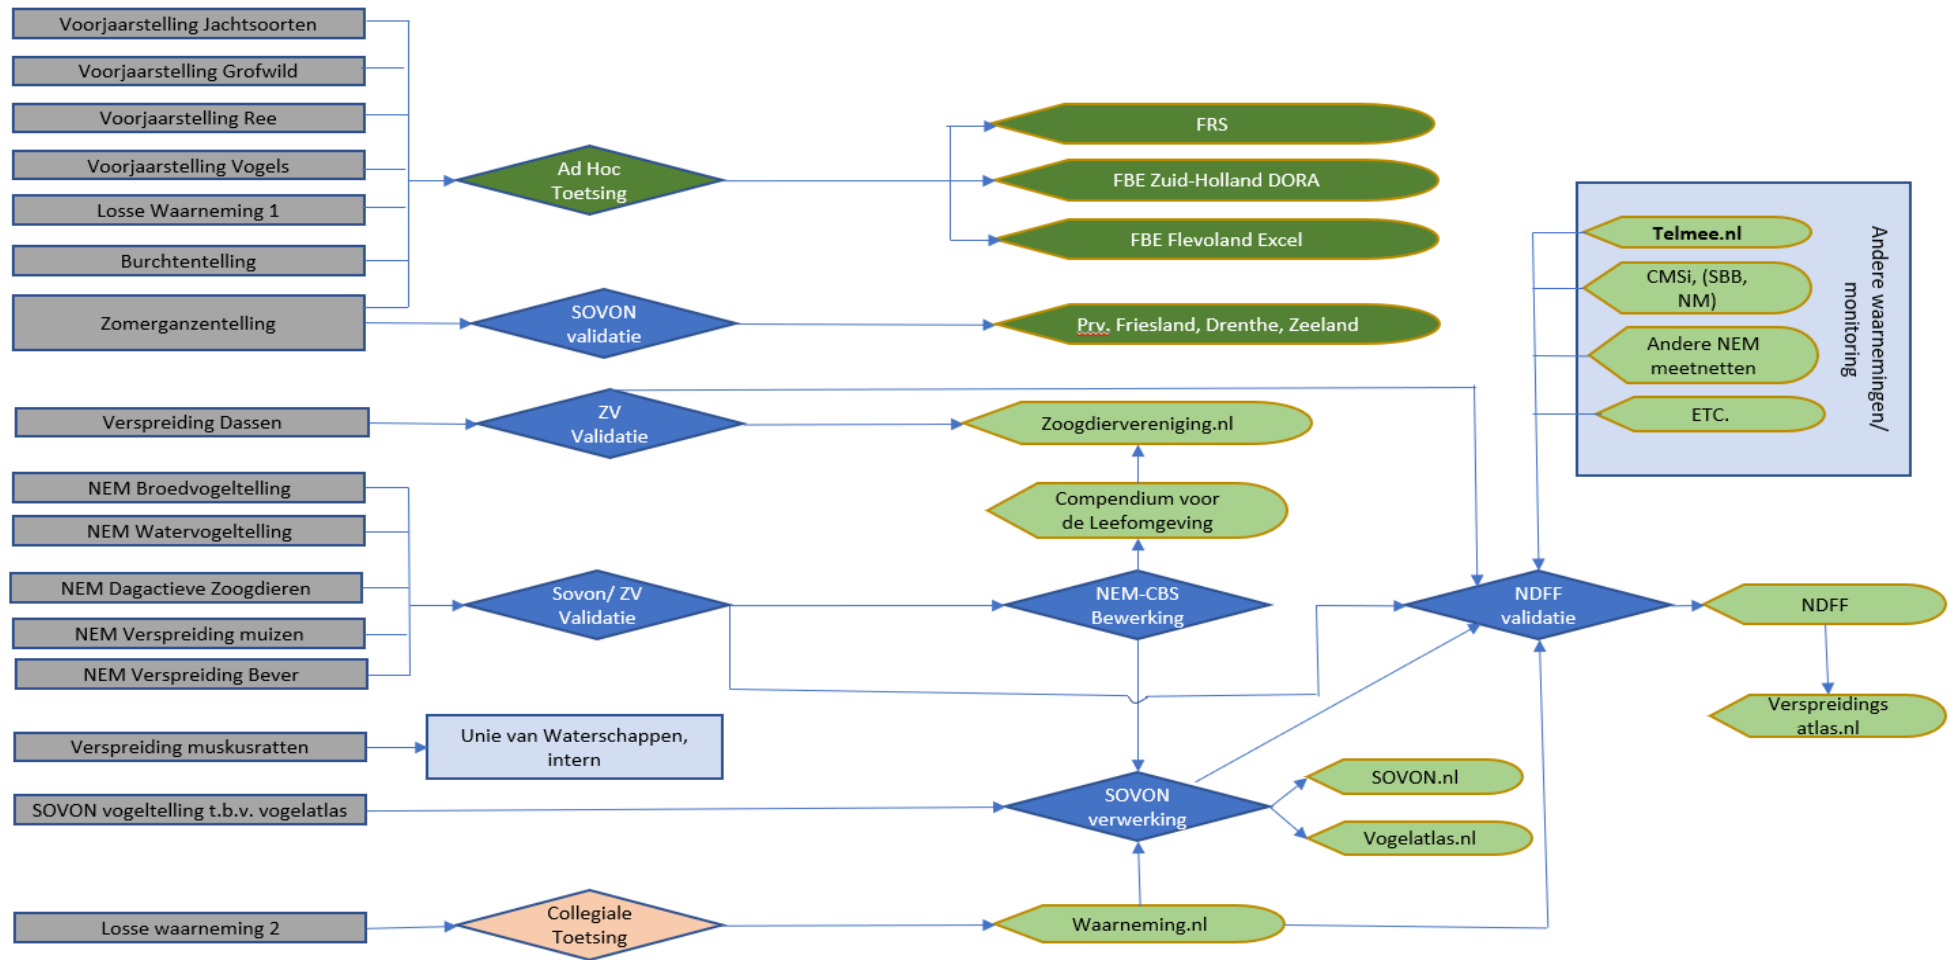 Voorjaarstelling Jachtsoorten
Voorjaarstelling Grofwild
Voorjaarstelling Ree
Voorjaarstelling Vogels
Losse Waarneming 1
Burchtentelling
Zomerganzentelling
Ad Hoc
Toetsing
SOVON
validatie
FRS
FBE Zuid-Holland DORA
FBE Flevoland Excel
Prv. Friesland, Drenthe, Zeeland
Telmee.nl
CMSi, (SBB,
NM)
Andere NEM
meetnetten
ETC.
Andere waarnemingen/
monitoring
Verspreiding Dassen
ZV
Validatie
Zoogdiervereniging.nl
NEM Broedvogeltelling
NEM Watervogeltelling
NEM Dagactieve Zoogdieren
NEM Verspreiding muizen
NEM Verspreiding Bever
Sovon/ ZV
Validatie
Compendium voor
de Leefomgeving
NEM-CBS
Bewerking
NDFF
validatie
NDFF
Verspreidings
atlas.nl
Verspreiding muskusratten
Unie van Waterschappen,
intern
SOVON vogeltelling t.b.v. vogelatlas
SOVON
verwerking
SOVON.nl
Vogelatlas.nl
Losse waarneming 2
Collegiale
Toetsing
Waarneming.nl